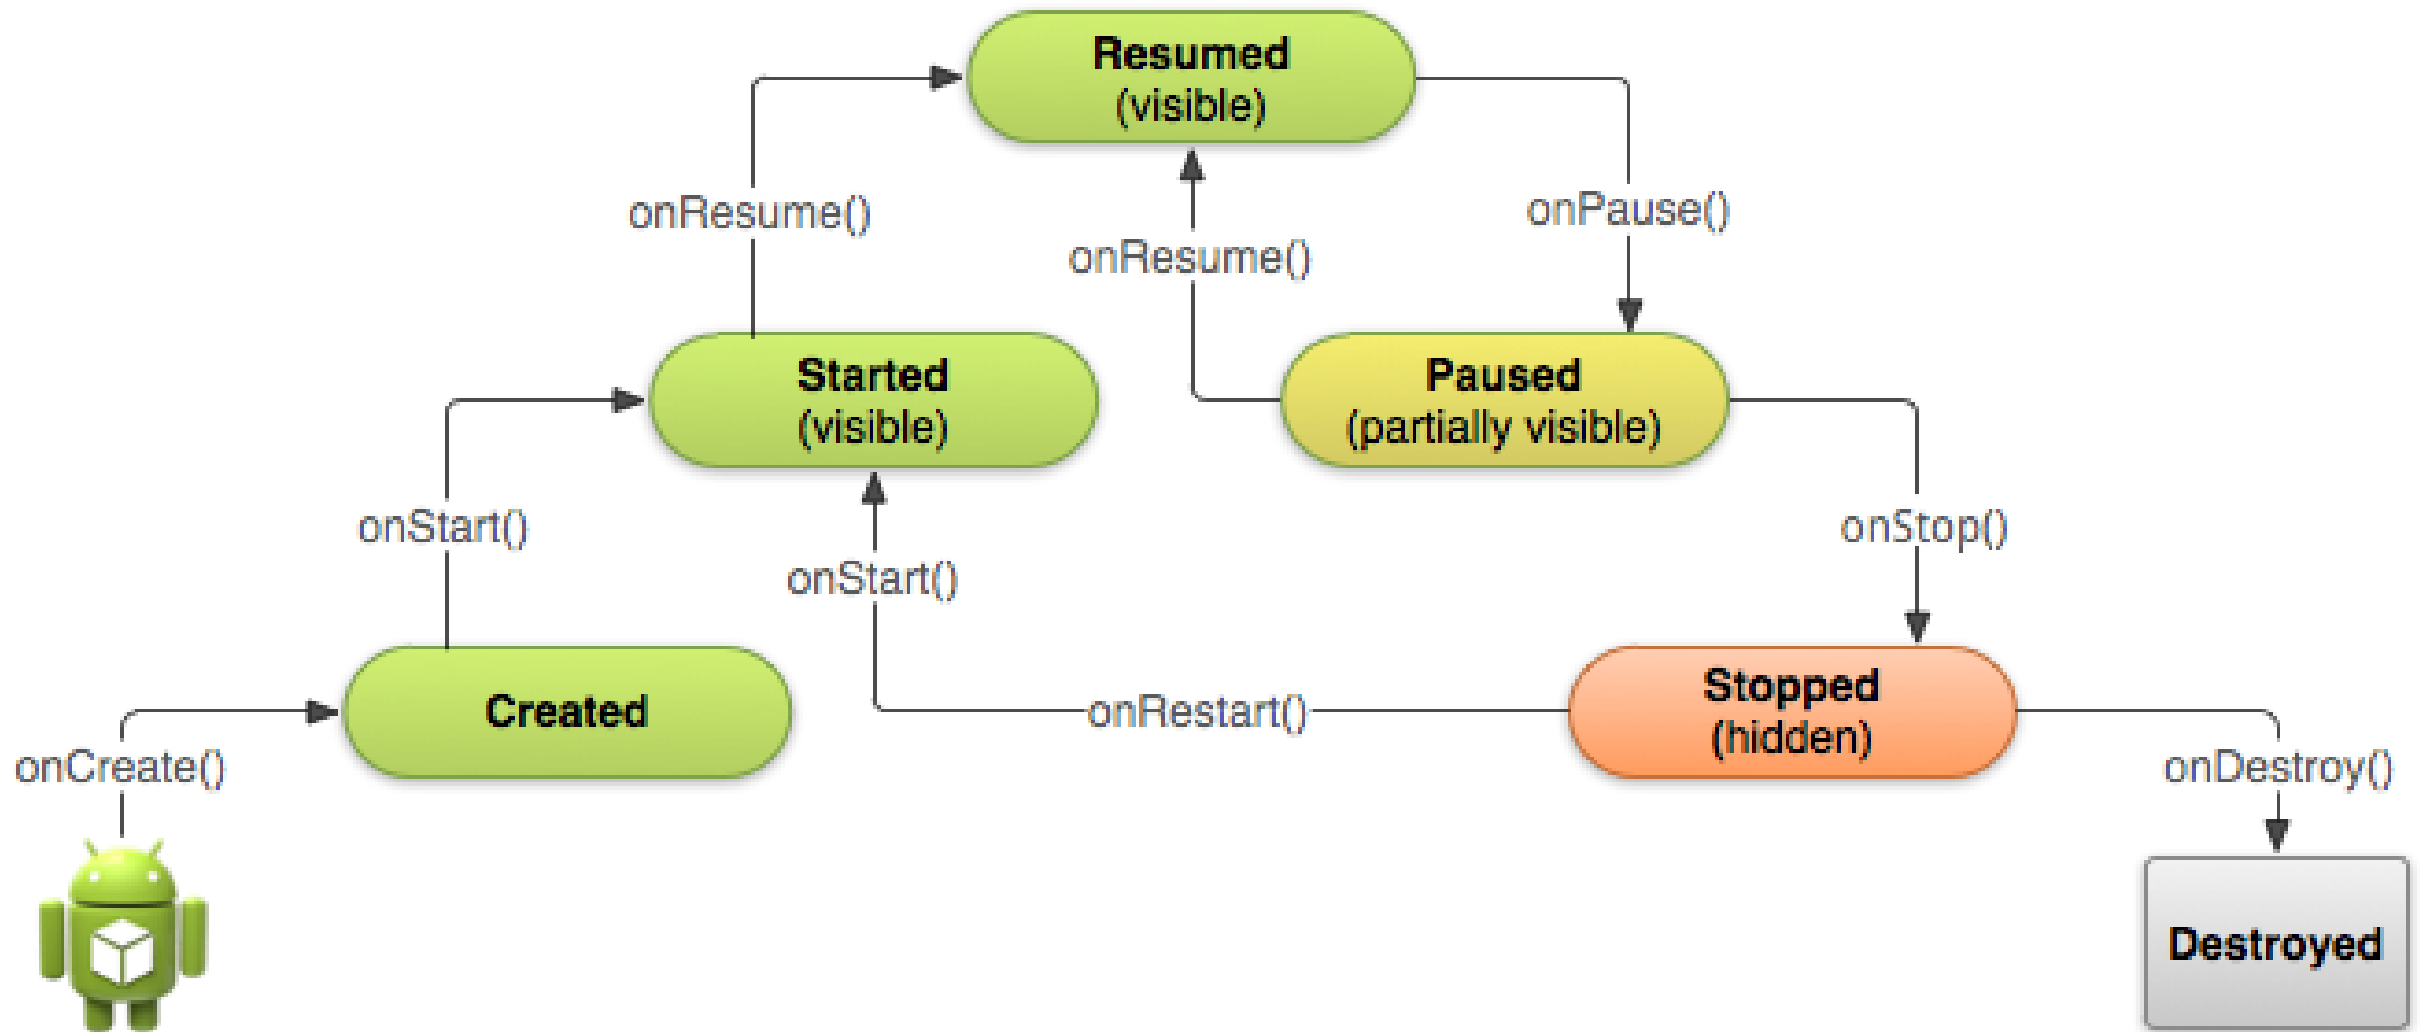 Resumed
(visible)
onResume()
onPause()
onResume()
Started
(visible)
Paused
(partially visible)
onStart()
onStop()
onStart()
Created
onRestart()
Stopped
(hidden)
onCreate()
onDestroy()
Destroyed